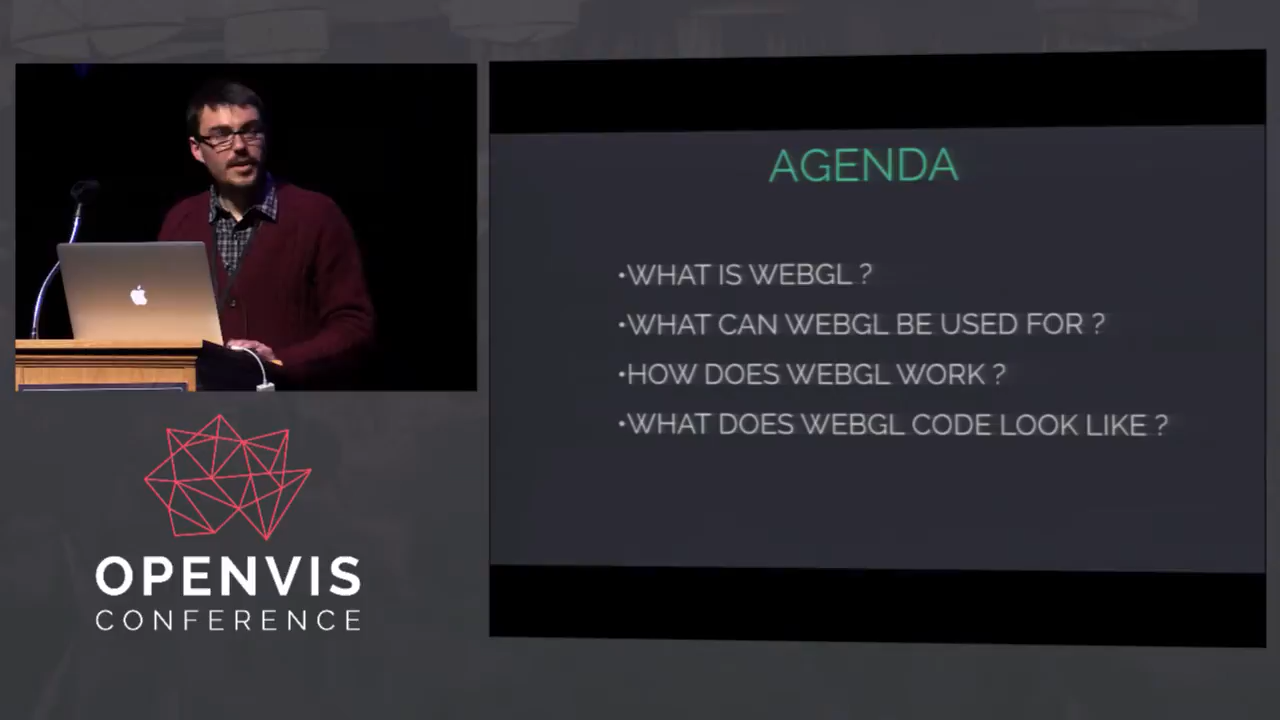 AGENDA
•WHAT IS WEBGL ?
•WHAT CAN WEBGL BE USED FOR ?
•HOW DOES WEBGL WORK ?
•WHAT DOES WEBGL CODE LOOK LIKE ?
OPENVIS
CONFERENCE